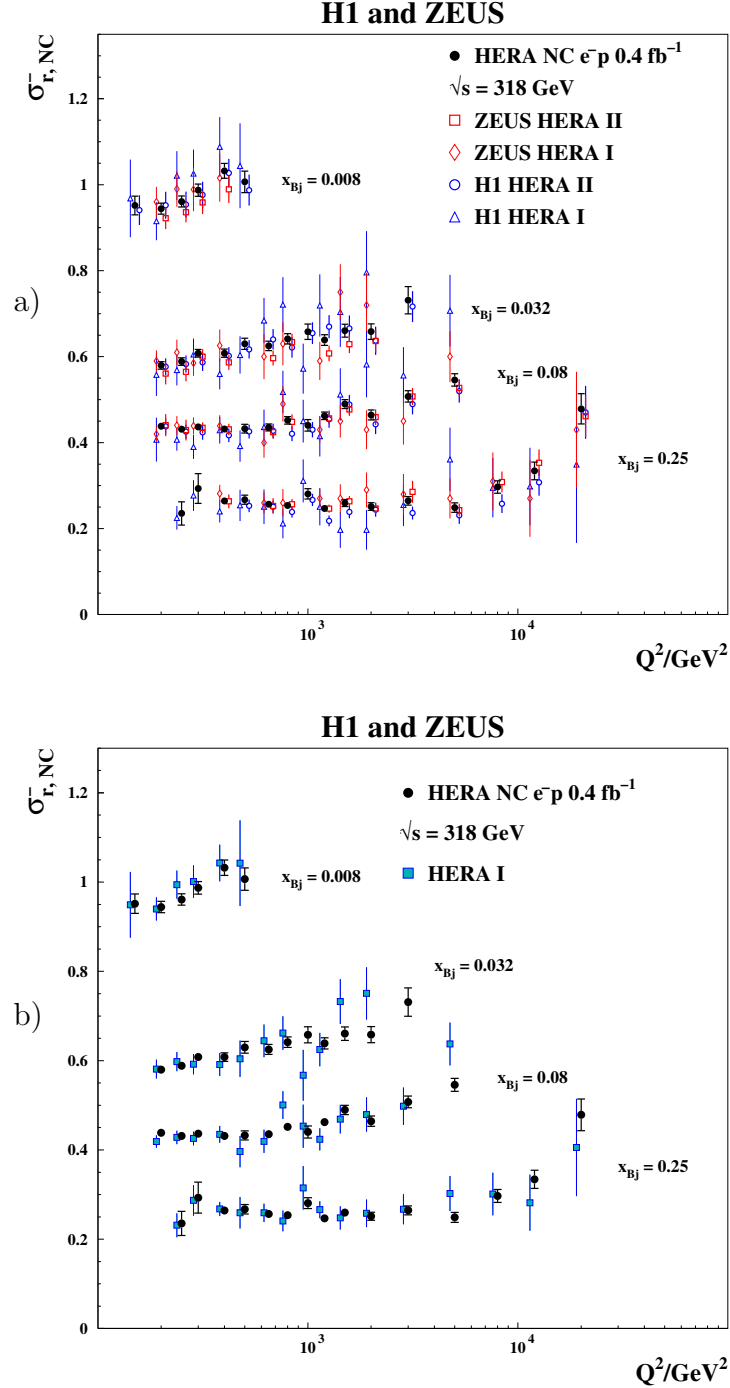 H1 and ZEUS
σ⁻r, NC
1.2
1
0.8
0.6
0.4
0.2
0
HERA NC e⁻p 0.4 fb⁻¹
√s = 318 GeV
ZEUS HERA II
ZEUS HERA I
H1 HERA II
H1 HERA I
x_Bj = 0.008
x_Bj = 0.032
x_Bj = 0.08
x_Bj = 0.25
a)
10³
10⁴
Q²/GeV²
H1 and ZEUS
σ⁻r, NC
1.2
1
0.8
0.6
0.4
0.2
0
HERA NC e⁻p 0.4 fb⁻¹
√s = 318 GeV
HERA I
x_Bj = 0.008
x_Bj = 0.032
x_Bj = 0.08
x_Bj = 0.25
b)
10³
10⁴
Q²/GeV²